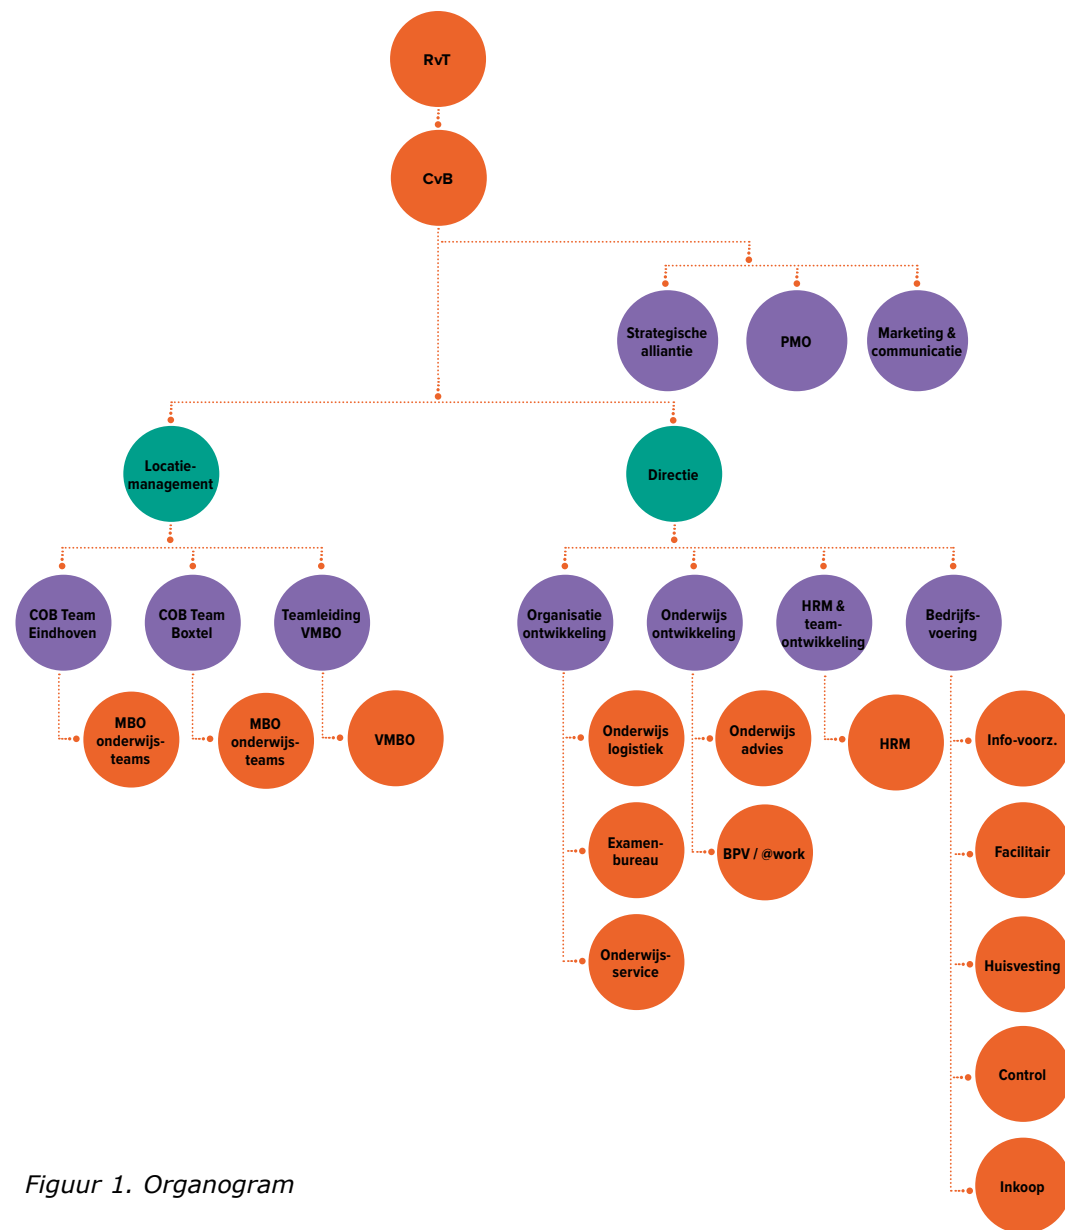 RvT
CvB
Strategische
alliantie
PMO
Marketing &
communicatie
Locatie-
management
Directie
COB Team
Eindhoven
COB Team
Boxtel
Teamleiding
VMBO
Organisatie
ontwikkeling
Onderwijs
ontwikkeling
HRM &
team-
ontwikkeling
Bedrijfs-
voering
MBO
onderwijs-
teams
MBO
onderwijs-
teams
VMBO
Onderwijs
logistiek
Onderwijs
advies
HRM
Info-voorz.
Examen-
bureau
BPV / @work
Facilitair
Onderwijs-
service
Huisvesting
Control
Inkoop
Figuur 1. Organogram